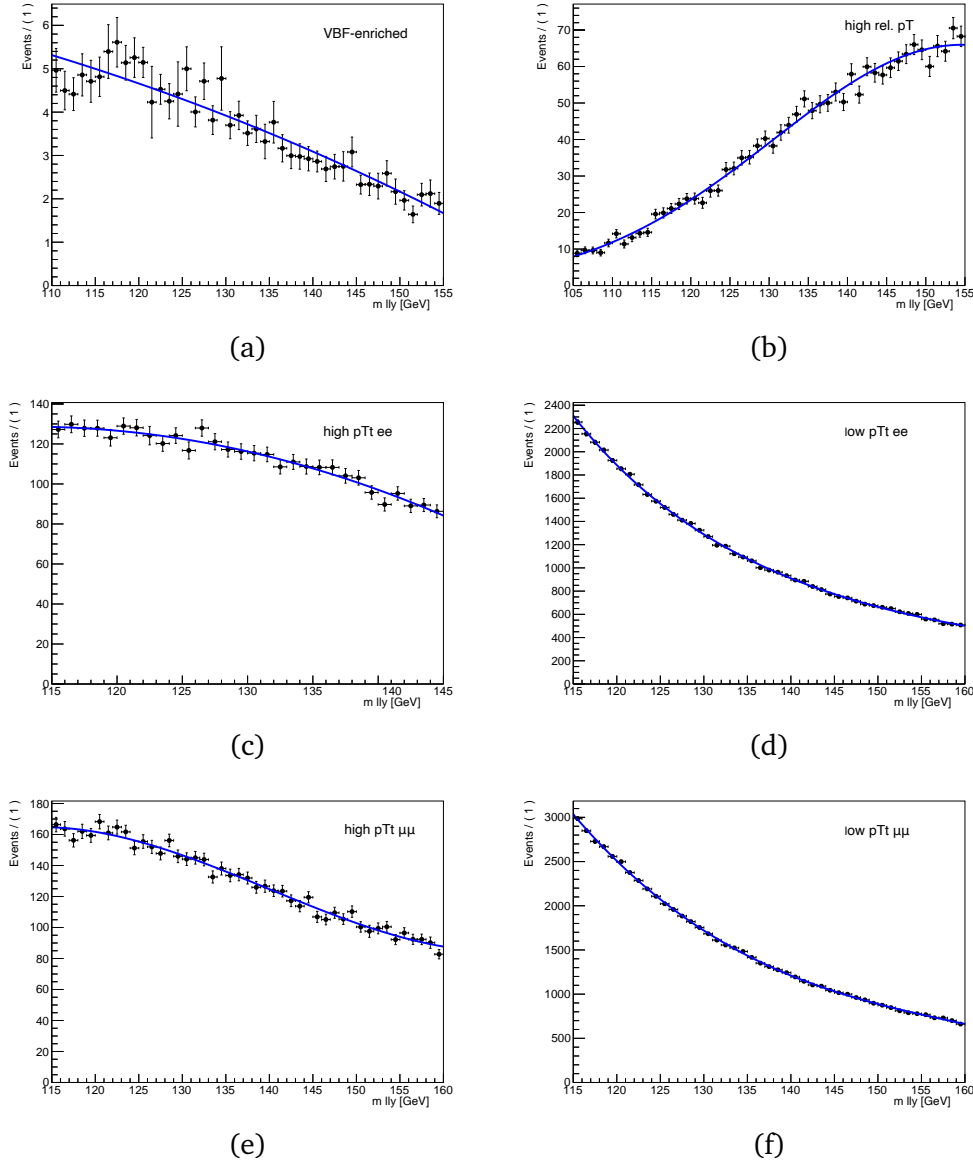 VBF-enriched
Events / ( 1 )
6
5
4
3
2
1
0
110 115 120 125 130 135 140 145 150 155
m lly [GeV]
(a)
high rel. pT
Events / ( 1 )
70
60
50
40
30
20
10
0
105 110 115 120 125 130 135 140 145 150 155
m lly [GeV]
(b)
high pTt ee
Events / ( 1 )
140
120
100
80
60
40
20
0
115 120 125 130 135 140 145
m lly [GeV]
(c)
low pTt ee
Events / ( 1 )
2400
2200
2000
1800
1600
1400
1200
1000
800
600
400
200
0
115 120 125 130 135 140 145 150 155 160
m lly [GeV]
(d)
high pTt μμ
Events / ( 1 )
180
160
140
120
100
80
60
40
20
0
115 120 125 130 135 140 145 150 155 160
m lly [GeV]
(e)
low pTt μμ
Events / ( 1 )
3000
2500
2000
1500
1000
500
0
115 120 125 130 135 140 145 150 155 160
m lly [GeV]
(f)